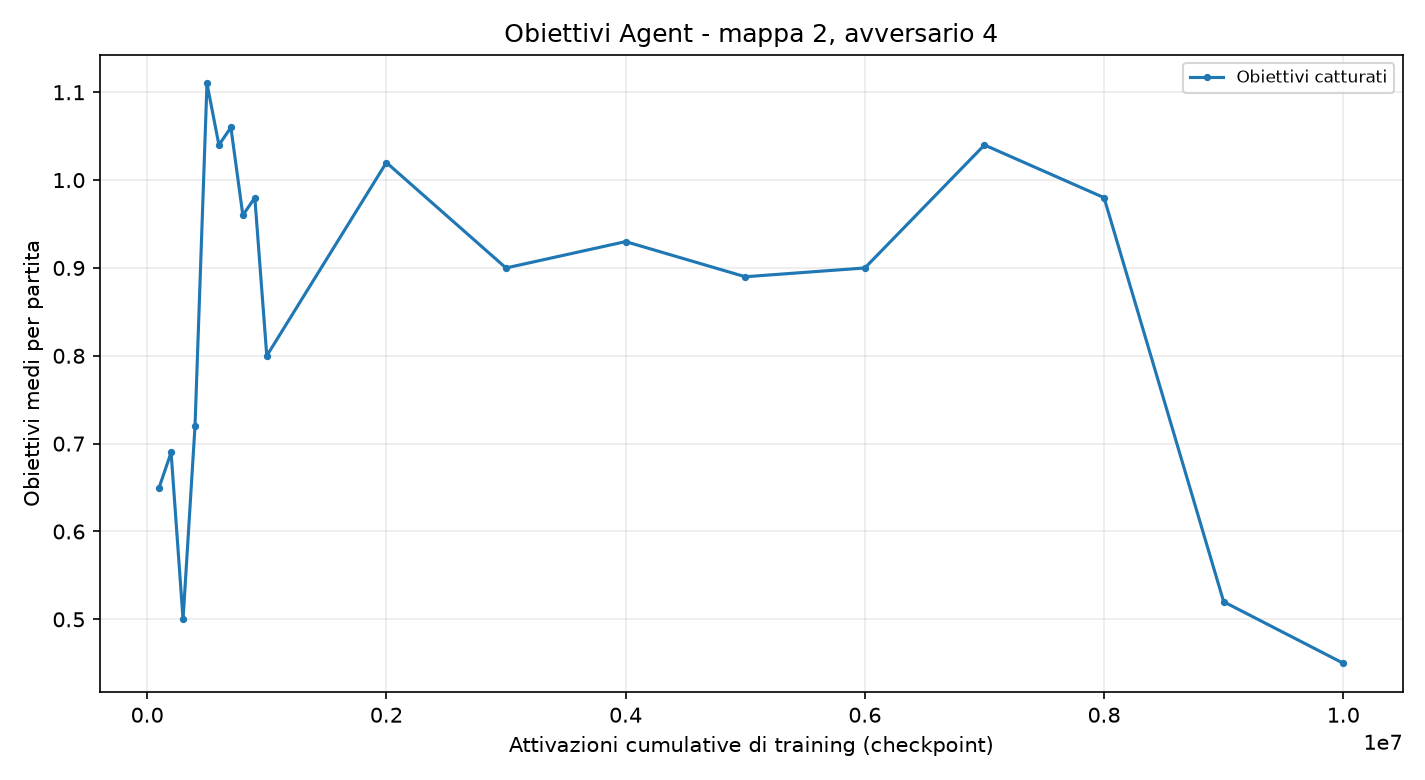 Obiettivi Agent - mappa 2, avversario 4
Obiettivi catturati
Obiettivi medi per partita
1.1
1.0
0.9
0.8
0.7
0.6
0.5
0.0 0.2 0.4 0.6 0.8 1.0
1e7
Attivazioni cumulative di training (checkpoint)